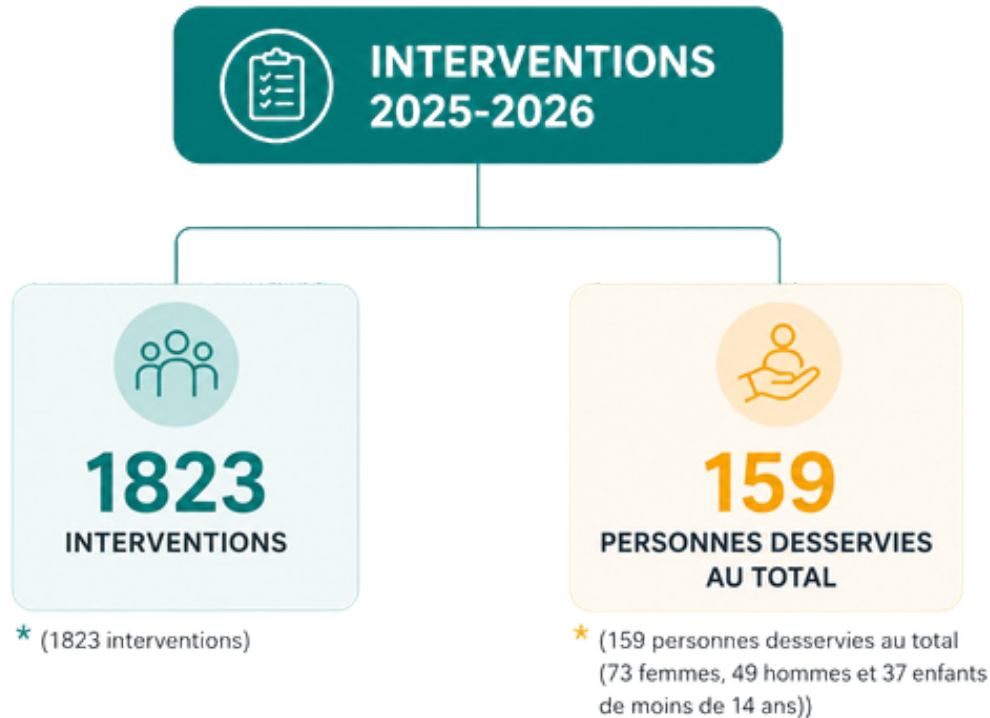 INTERVENTIONS
2025-2026
1823
INTERVENTIONS
* (1823 interventions)
159
PERSONNES DESSERVIES
AU TOTAL
* (159 personnes desservies au total
(73 femmes, 49 hommes et 37 enfants
de moins de 14 ans))